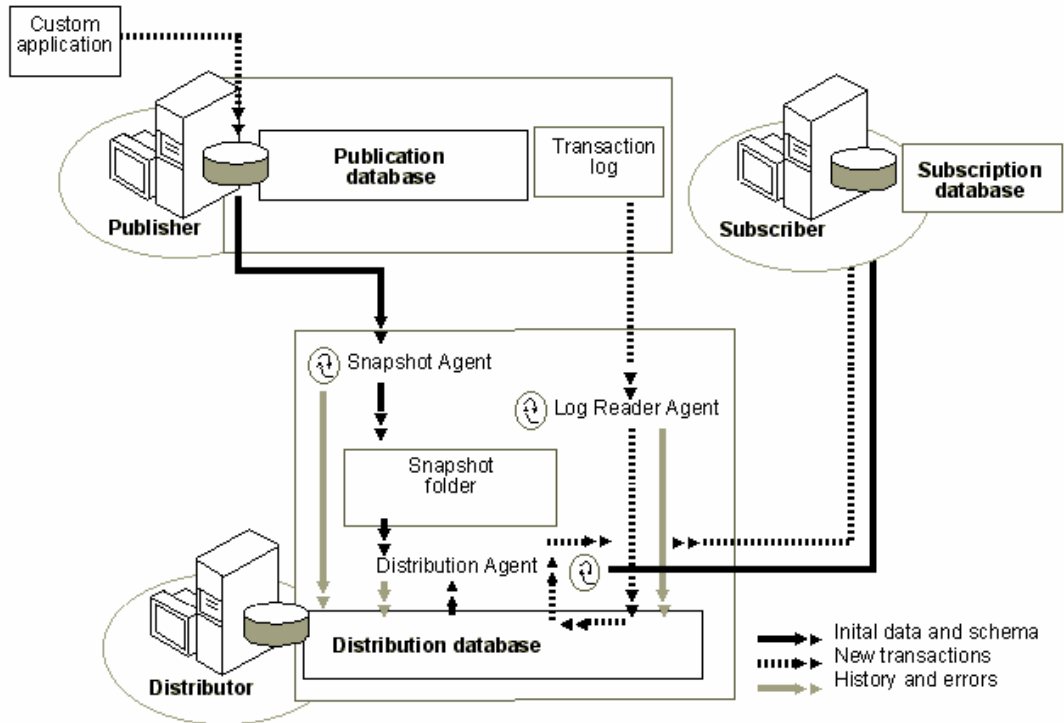 Custom
application
Publication
database
Transaction
log
Publisher
Subscription
database
Subscriber
Snapshot Agent
Log Reader Agent
Snapshot
folder
Distribution Agent
Distribution database
Distributor
Inital data and schema
New transactions
History and errors